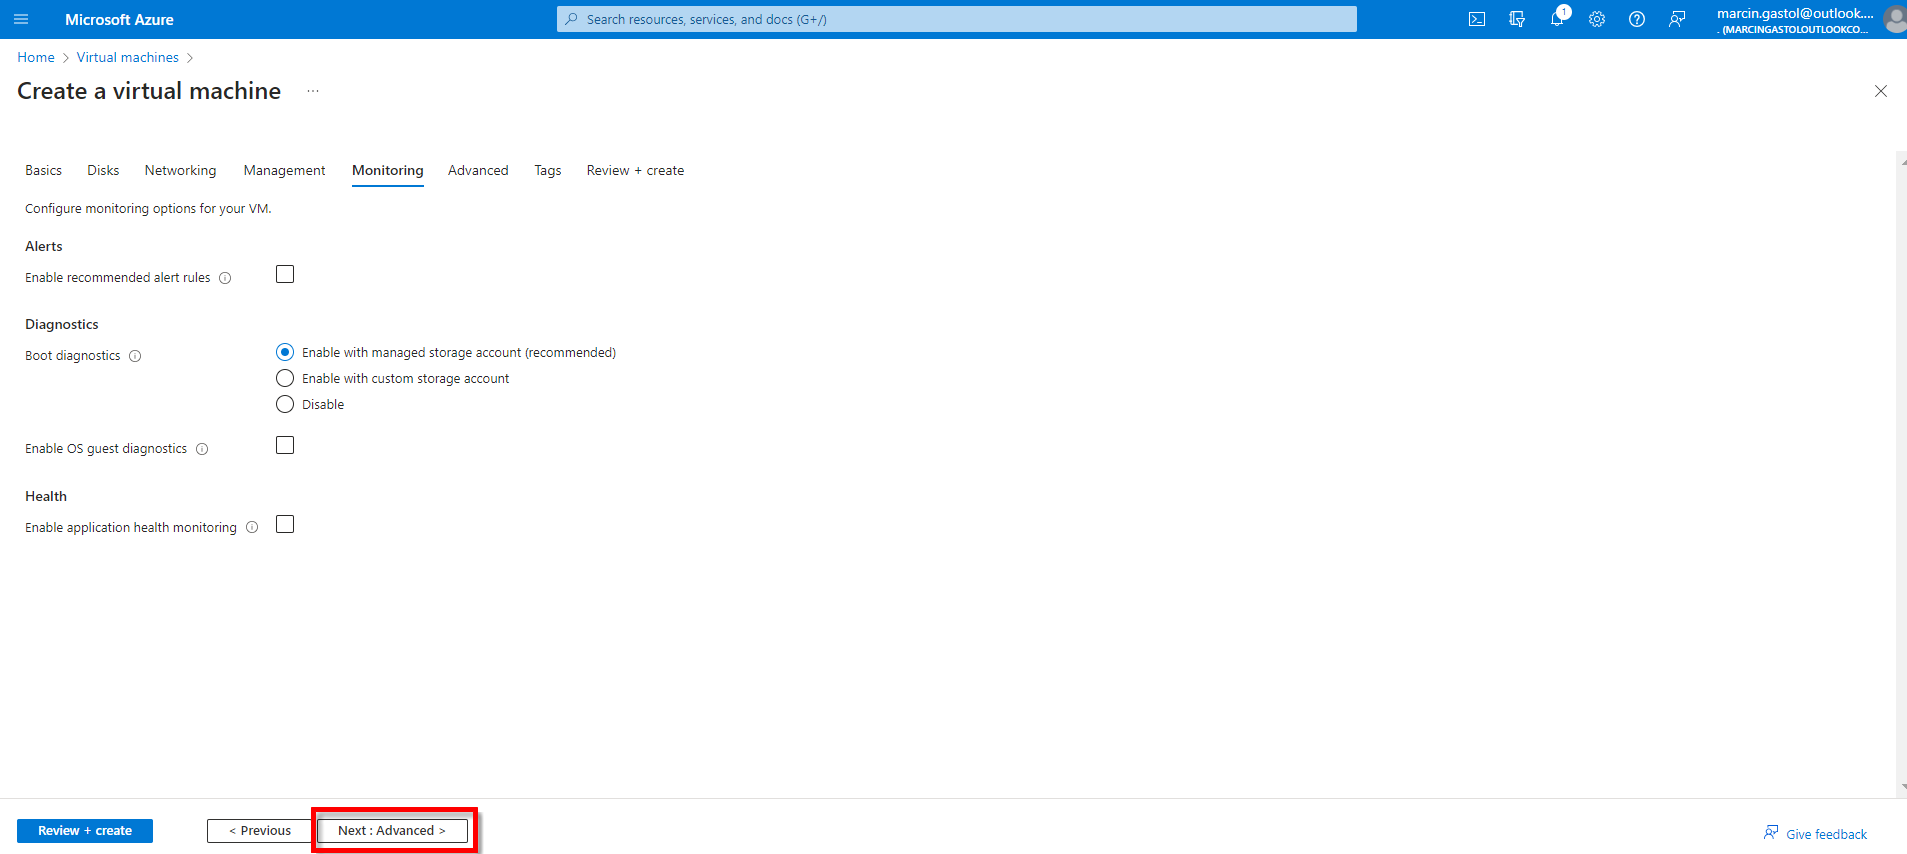 Microsoft Azure
Search resources, services, and docs (G+/)
1
marcin.gastol@outlook....
. (MARCINGASTOLOUTLOOKCO...
Home > Virtual machines >
Create a virtual machine ...
Basics Disks Networking Management Monitoring Advanced Tags Review + create
Configure monitoring options for your VM.
Alerts
Enable recommended alert rules
Diagnostics
Boot diagnostics
Enable with managed storage account (recommended)
Enable with custom storage account
Disable
Enable OS guest diagnostics
Health
Enable application health monitoring
Review + create
< Previous
Next : Advanced >
Give feedback